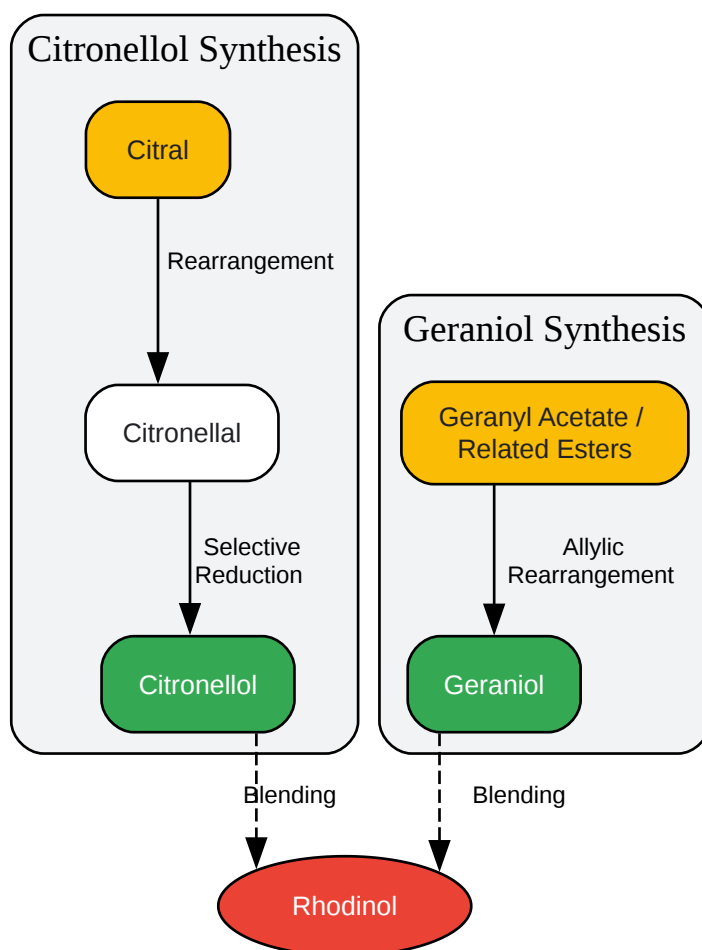 Citronellol Synthesis
Citral
Rearrangement
Citronellal
Selective
Reduction
Citronellol
Blending
Geraniol Synthesis
Geranyl Acetate /
Related Esters
Allylic
Rearrangement
Geraniol
Blending
Rhodinol